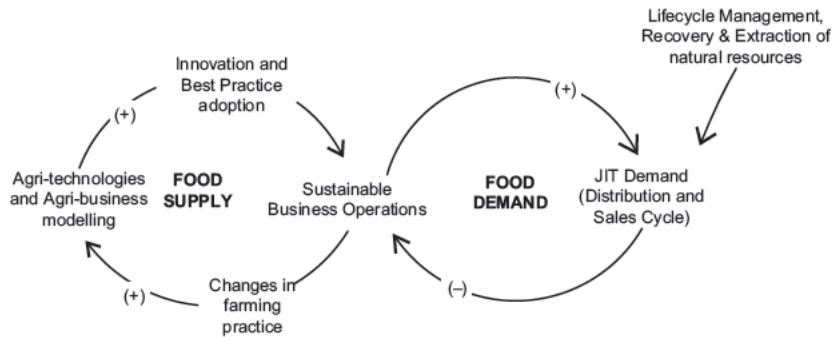 Lifecycle Management,
Recovery & Extraction of
natural resources
Innovation and
Best Practice
adoption
(+)
(+)
Agri-technologies
and Agri-business
modelling
FOOD
SUPPLY
Sustainable
Business Operations
FOOD
DEMAND
JIT Demand
(Distribution and
Sales Cycle)
(+)
Changes in
farming
practice
(–)